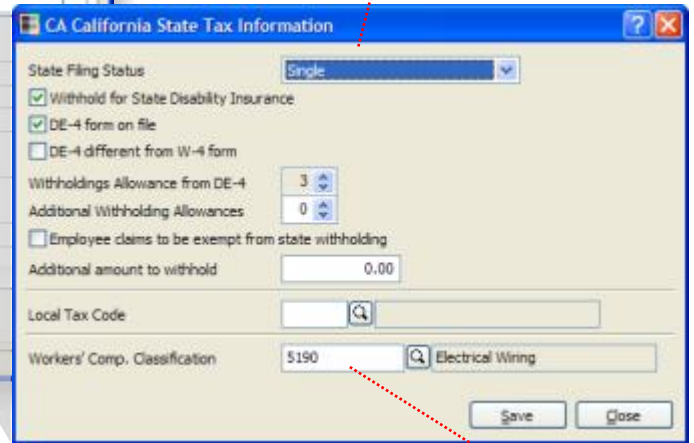 CA California State Tax Information
State Filing Status Single
Withhold for State Disability Insurance
DE-4 form on file
DE-4 different from W-4 form
Withholdings Allowance from DE-4 3
Additional Withholding Allowances 0
Employee claims to be exempt from state withholding
Additional amount to withhold 0.00
Local Tax Code
Workers' Comp. Classification 5190 Electrical Wiring
Save Close